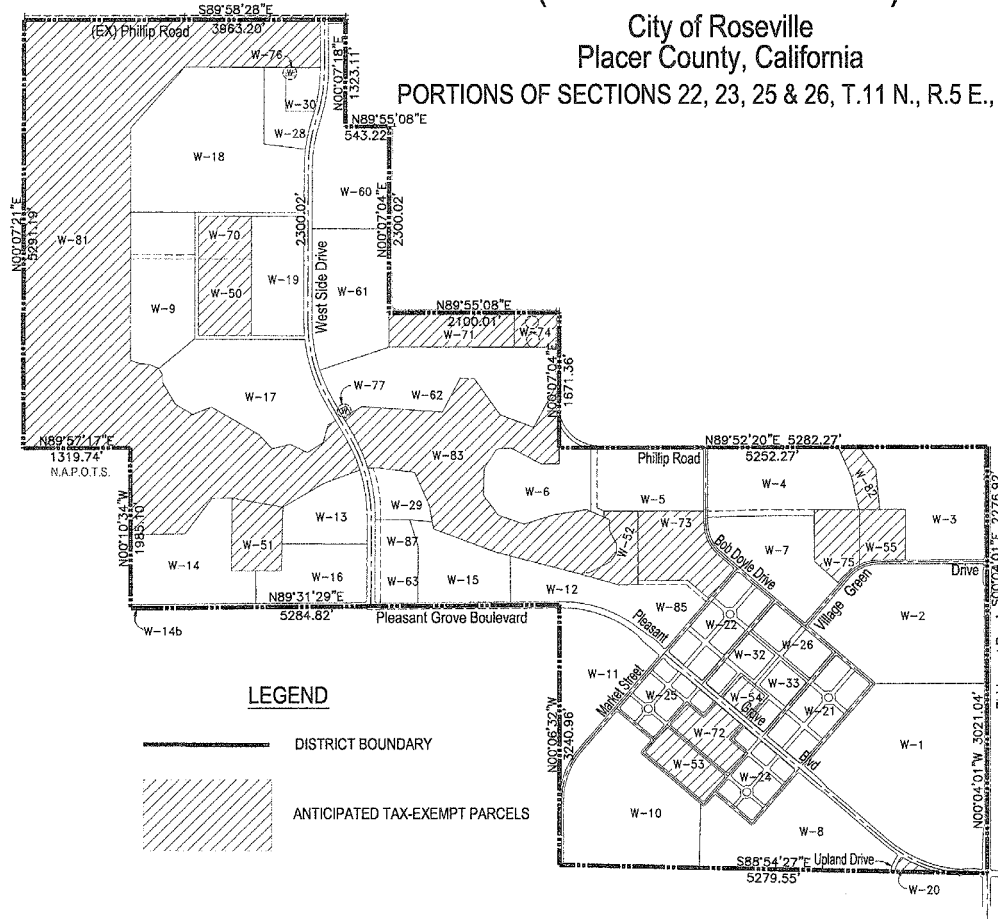 City of Roseville
Placer County, California
PORTIONS OF SECTIONS 22, 23, 25 & 26, T.11 N., R.5 E.,
S89°58'28"E
3963.20'
(EX) Phillip Road
W-76
W
W-30
W-28
N00°07'18"E
1323.11'
N89°55'08"E
543.22'
W-18
W-60
N00°07'04"E
2300.02'
N00°07'21"E
5291.19'
W-81
W-70
2300.02'
West Side Drive
W-9
W-50
W-19
W-61
N89°55'08"E
2100.01'
W-71
W-74
N00°07'04"E
1671.36'
W-17
W-77
W-62
N89°57'17"E
1319.74'
N.A.P.O.T.S.
N89°52'20"E 5282.27'
5252.27'
Phillip Road
W-83
W-6
W-5
W-4
W-82
W-3
N00°10'34"W
1985.10'
W-13
W-29
W-51
W-14
W-87
W-52
W-73
Bob Doyle Drive
W-7
W-75
W-55
Drive
W-16
W-63
W-15
W-12
Village Green
N89°31'29"E
5284.82'
Pleasant Grove Boulevard
W-14b
W-85
W-22
W-2
Pleasant
Grove
Blvd
W-32
W-26
W-11
Market Street
W-25
W-54
W-33
W-21
W-72
W-53
W-24
W-1
N00°06'32"W
3240.96
N00°04'01"W 3021.04'
W-10
W-8
S88°54'27"E
5279.55'
Upland Drive
W-20
LEGEND
DISTRICT BOUNDARY
ANTICIPATED TAX-EXEMPT PARCELS